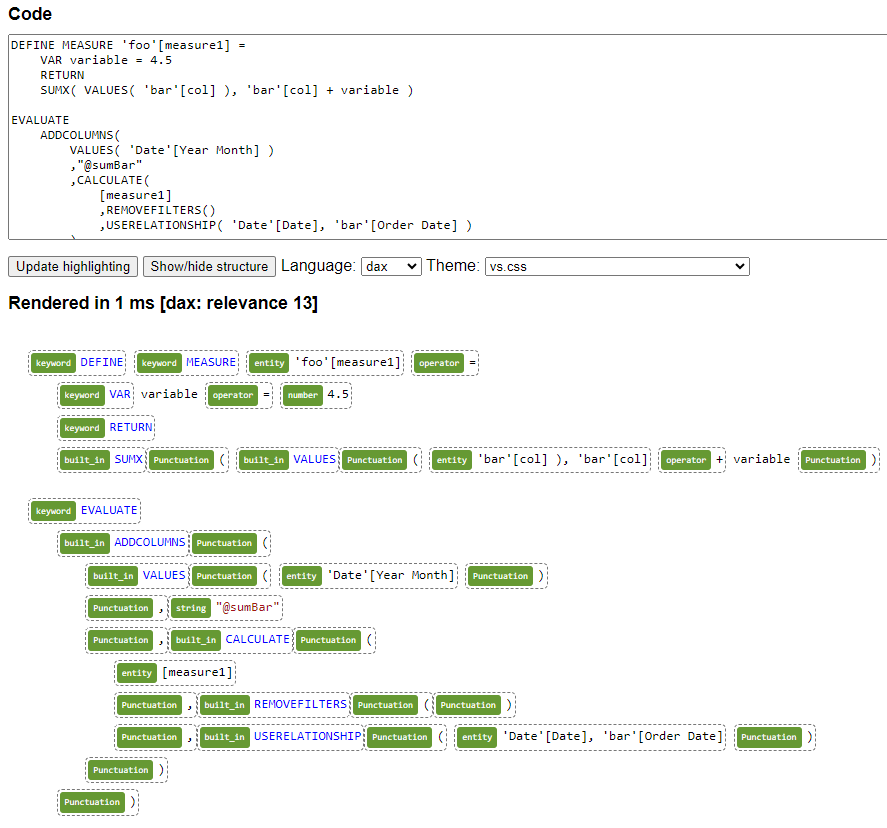 Code
DEFINE MEASURE 'foo'[measure1] =
VAR variable = 4.5
RETURN
SUMX( VALUES( 'bar'[col] ), 'bar'[col] + variable )
EVALUATE
ADDCOLUMNS(
VALUES( 'Date'[Year Month] )
,"@sumBar"
,CALCULATE(
[measure1]
,REMOVEFILTERS()
,USERELATIONSHIP( 'Date'[Date], 'bar'[Order Date] )
Update highlighting Show/hide structure Language: dax Theme: vs.css
Rendered in 1 ms [dax: relevance 13]
keyword DEFINE keyword MEASURE entity 'foo'[measure1] operator =
keyword VAR variable operator = number 4.5
keyword RETURN
built_in SUMX Punctuation ( built_in VALUES Punctuation ( entity 'bar'[col] ), 'bar'[col] operator + variable Punctuation )
keyword EVALUATE
built_in ADDCOLUMNS Punctuation (
built_in VALUES Punctuation ( entity 'Date'[Year Month] Punctuation )
Punctuation , string "@sumBar"
Punctuation , built_in CALCULATE Punctuation (
entity [measure1]
Punctuation , built_in REMOVEFILTERS Punctuation ( Punctuation )
Punctuation , built_in USERELATIONSHIP Punctuation ( entity 'Date'[Date], 'bar'[Order Date] Punctuation )
Punctuation )
Punctuation )